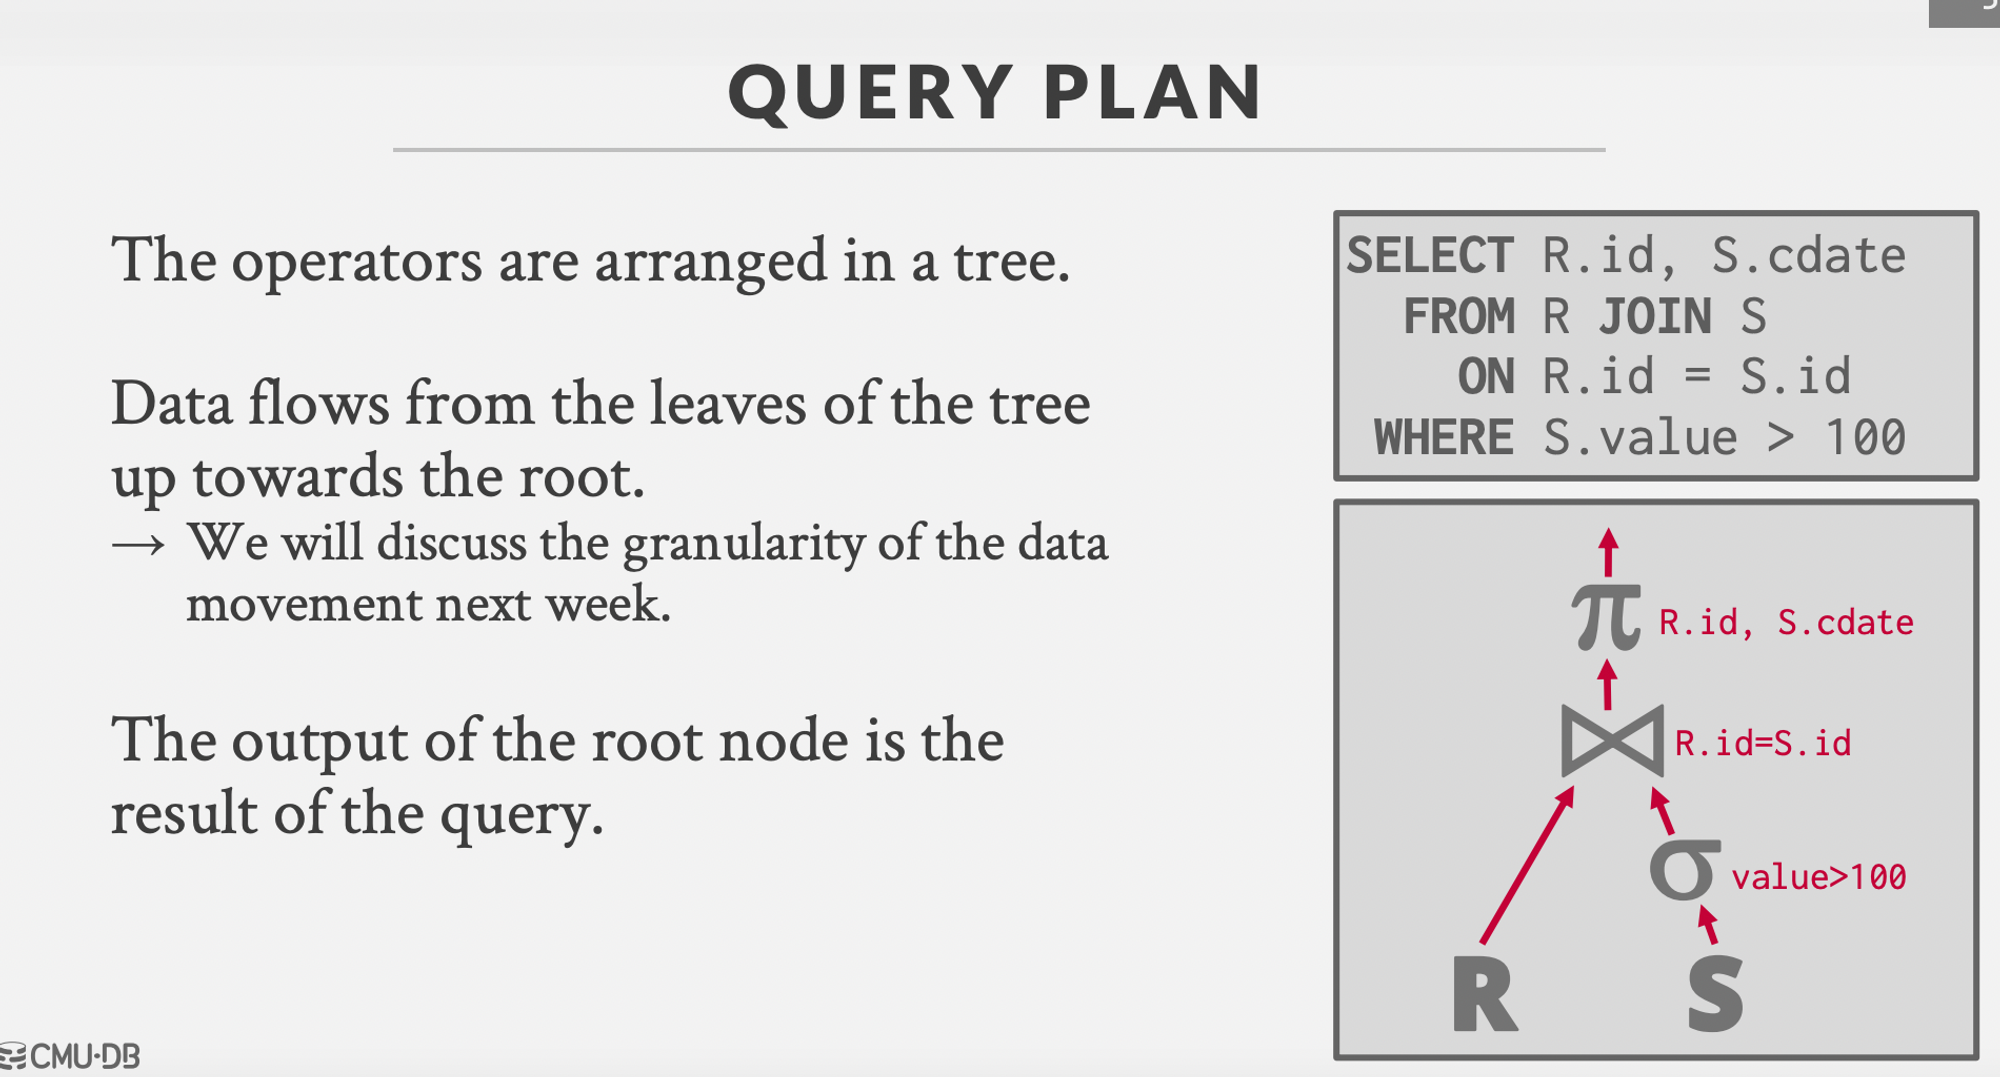 QUERY PLAN
The operators are arranged in a tree.
Data flows from the leaves of the tree
up towards the root.
→ We will discuss the granularity of the data
movement next week.
The output of the root node is the
result of the query.
SELECT R.id, S.cdate
FROM R JOIN S
ON R.id = S.id
WHERE S.value > 100
π R.id, S.cdate
⋈ R.id=S.id
σ value>100
R S
CMU·DB